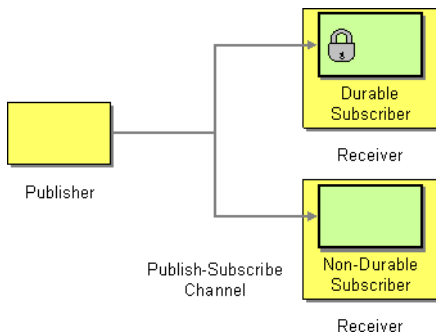 Durable
Subscriber
Receiver
Publisher
Publish-Subscribe
Channel
Non-Durable
Subscriber
Receiver